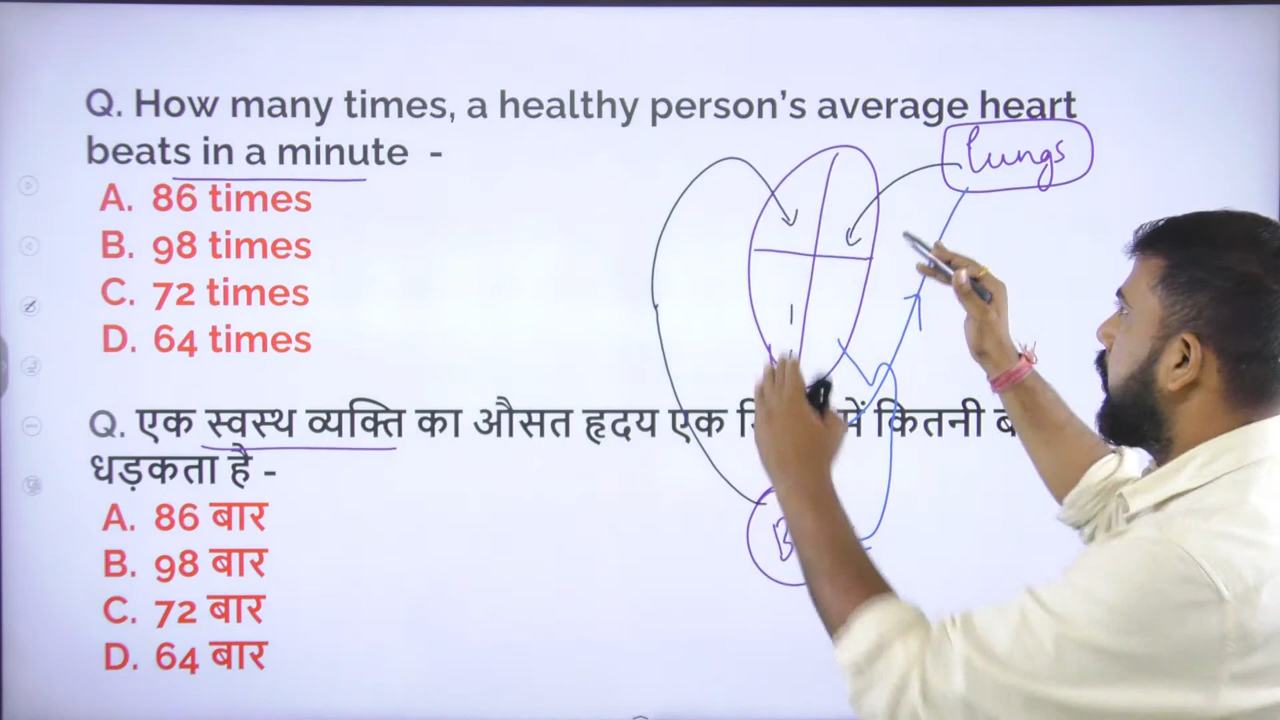 Q. How many times, a healthy person's average heart
beats in a minute -
A. 86 times
B. 98 times
C. 72 times
D. 64 times
lungs
Q. एक स्वस्थ व्यक्ति का औसत हृदय एक में कितनी
धड़कता है -
A. 86 बार
B. 98 बार
C. 72 बार
D. 64 बार